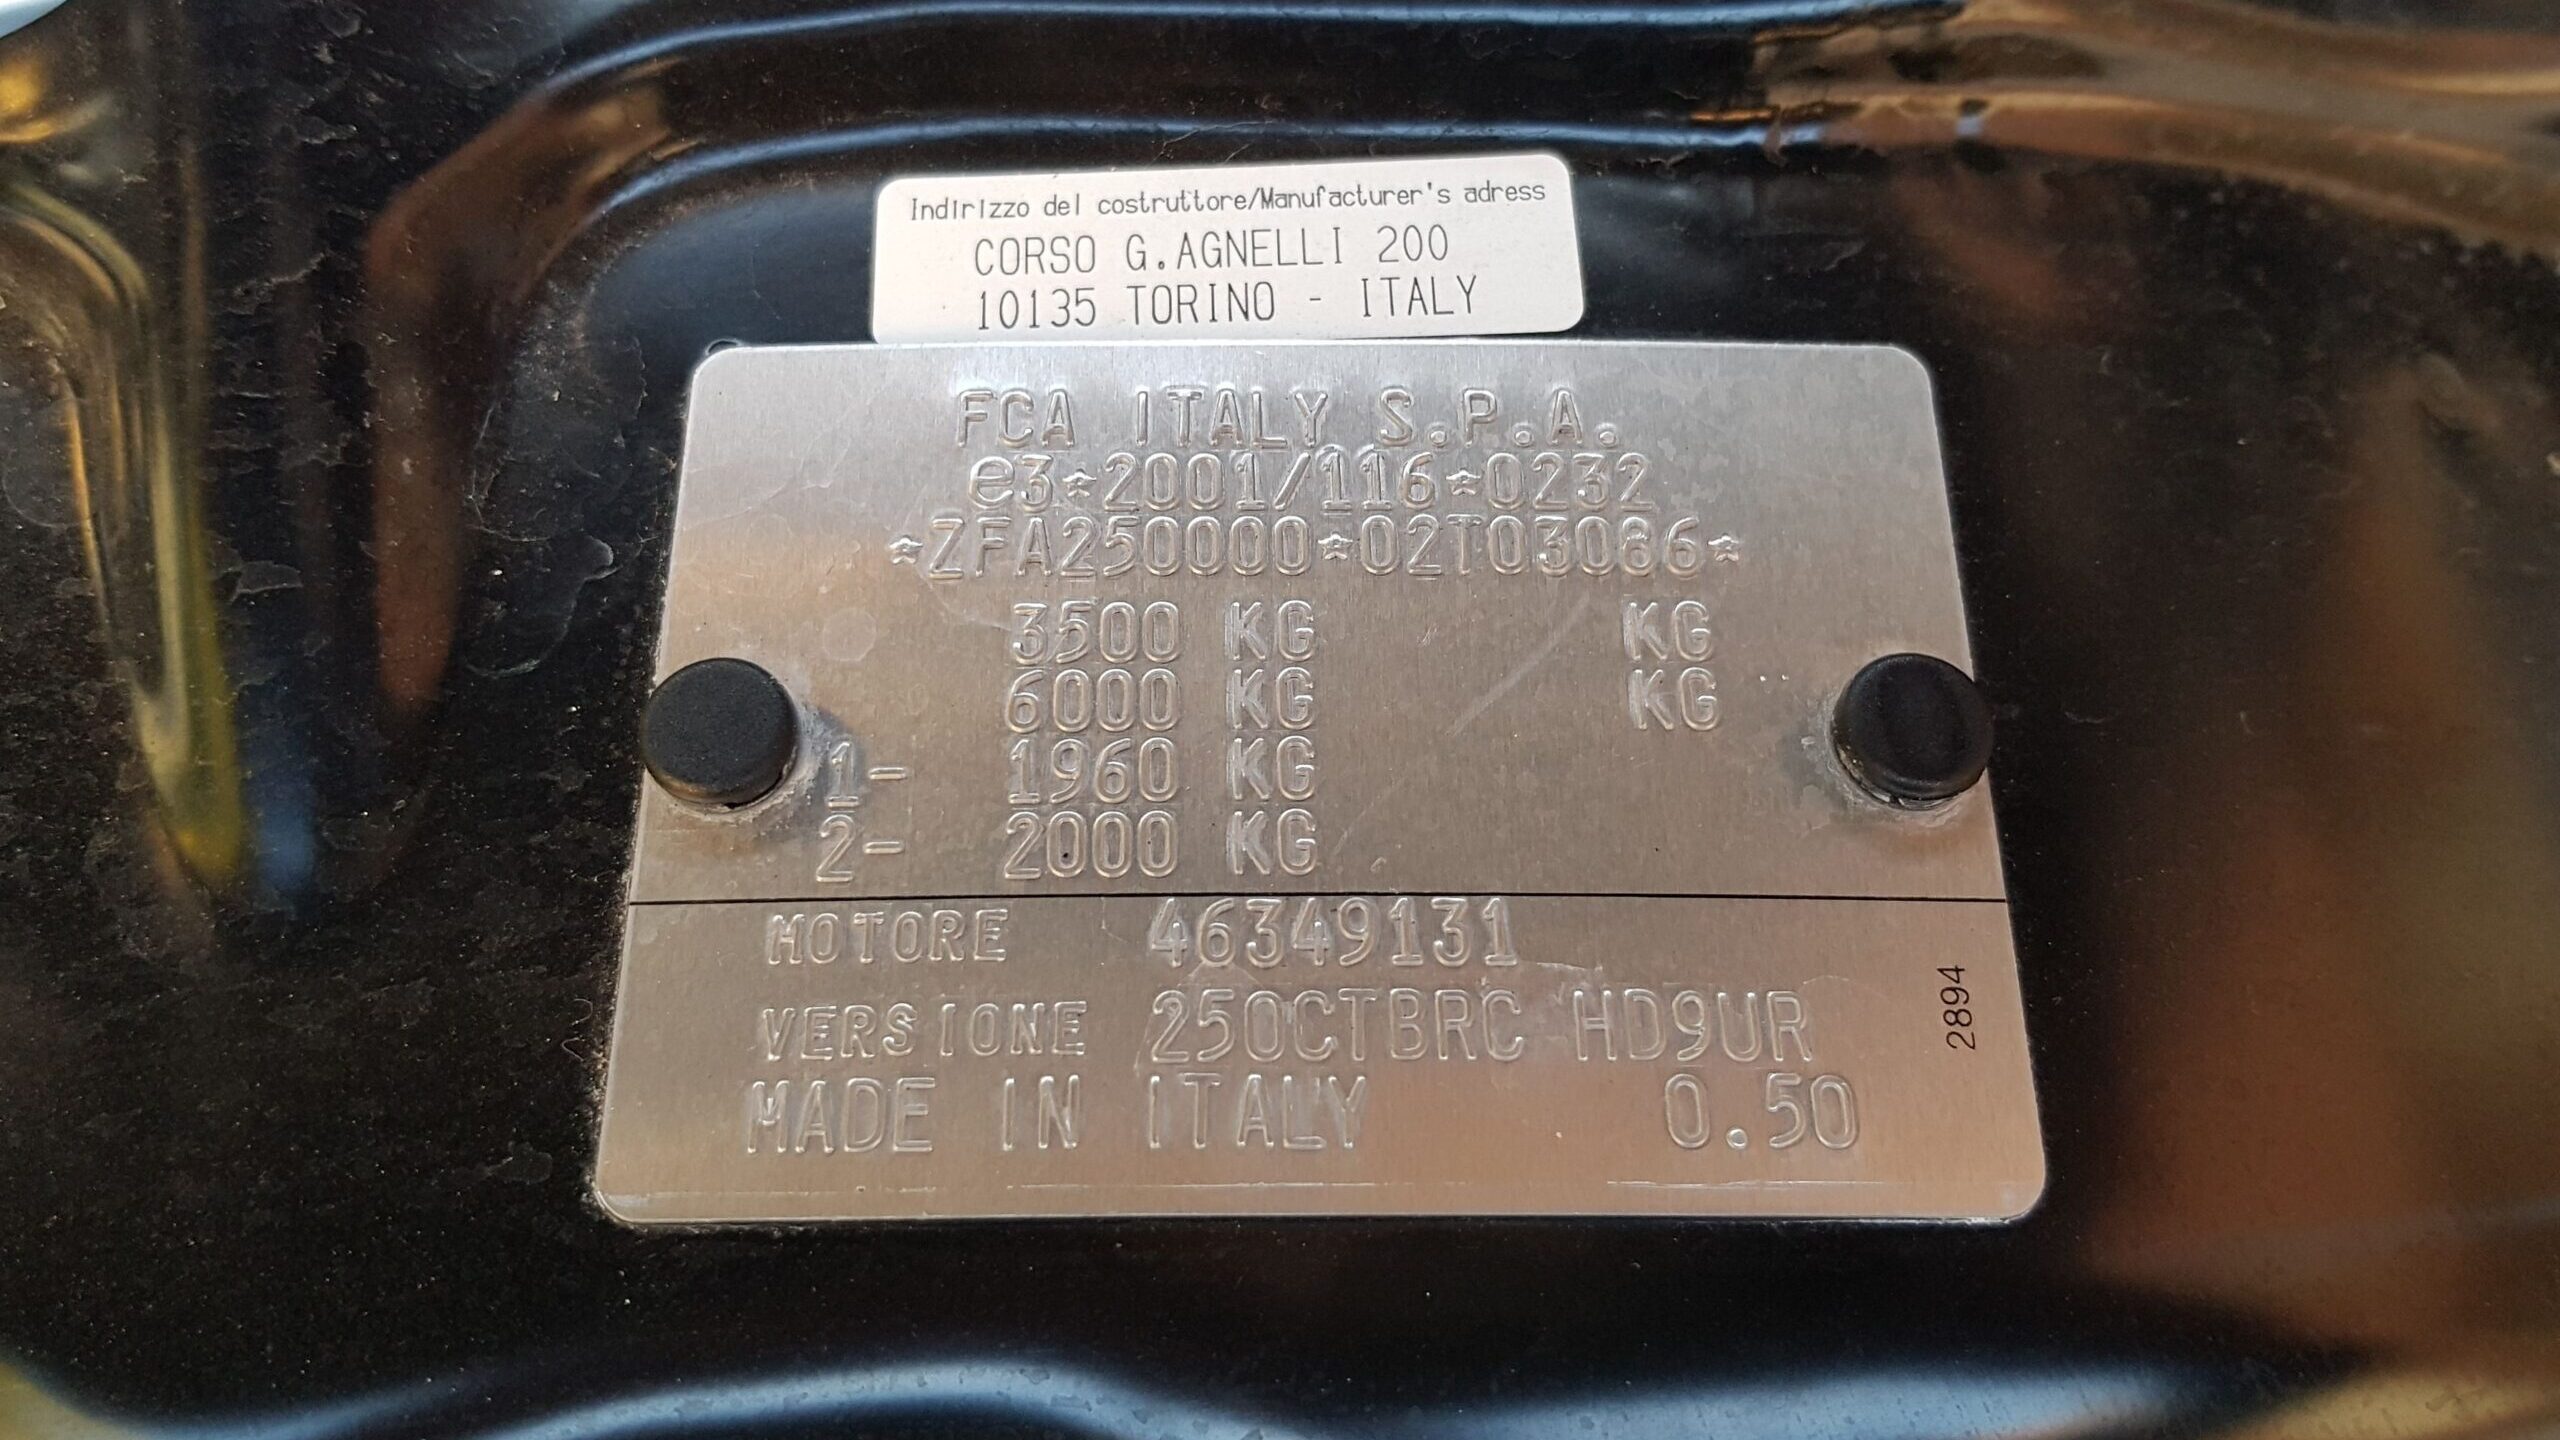 Indirizzo del costruttore/Manufacturer's adress
CORSO G.AGNELLI 200
10135 TORINO - ITALY
FCA ITALY S.P.A.
e3*2001/116*0232
*ZFA250000*02T03086*
3500 KG KG
6000 KG KG
1- 1960 KG
2- 2000 KG
MOTORE 46349131
VERSIONE 250CTBRC HD9UR
MADE IN ITALY 0.50
2894